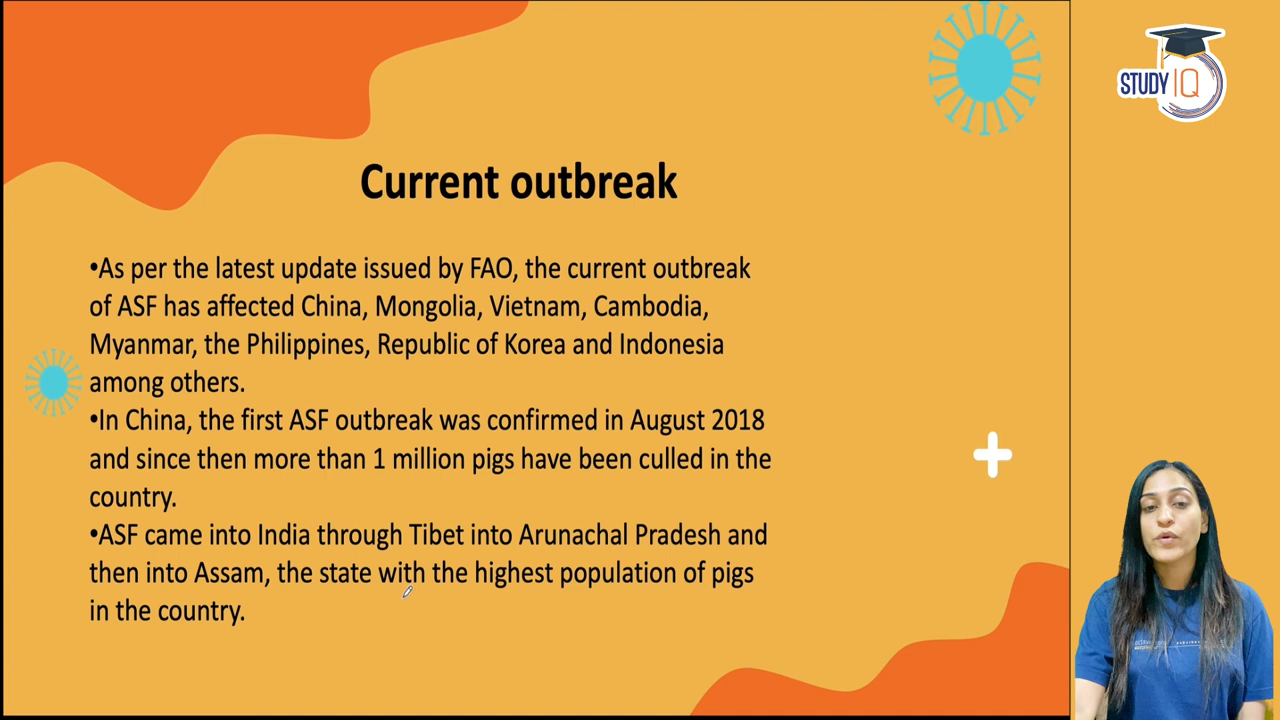 STUDY IQ
Current outbreak
•As per the latest update issued by FAO, the current outbreak
of ASF has affected China, Mongolia, Vietnam, Cambodia,
Myanmar, the Philippines, Republic of Korea and Indonesia
among others.
•In China, the first ASF outbreak was confirmed in August 2018
and since then more than 1 million pigs have been culled in the
country.
•ASF came into India through Tibet into Arunachal Pradesh and
then into Assam, the state with the highest population of pigs
in the country.